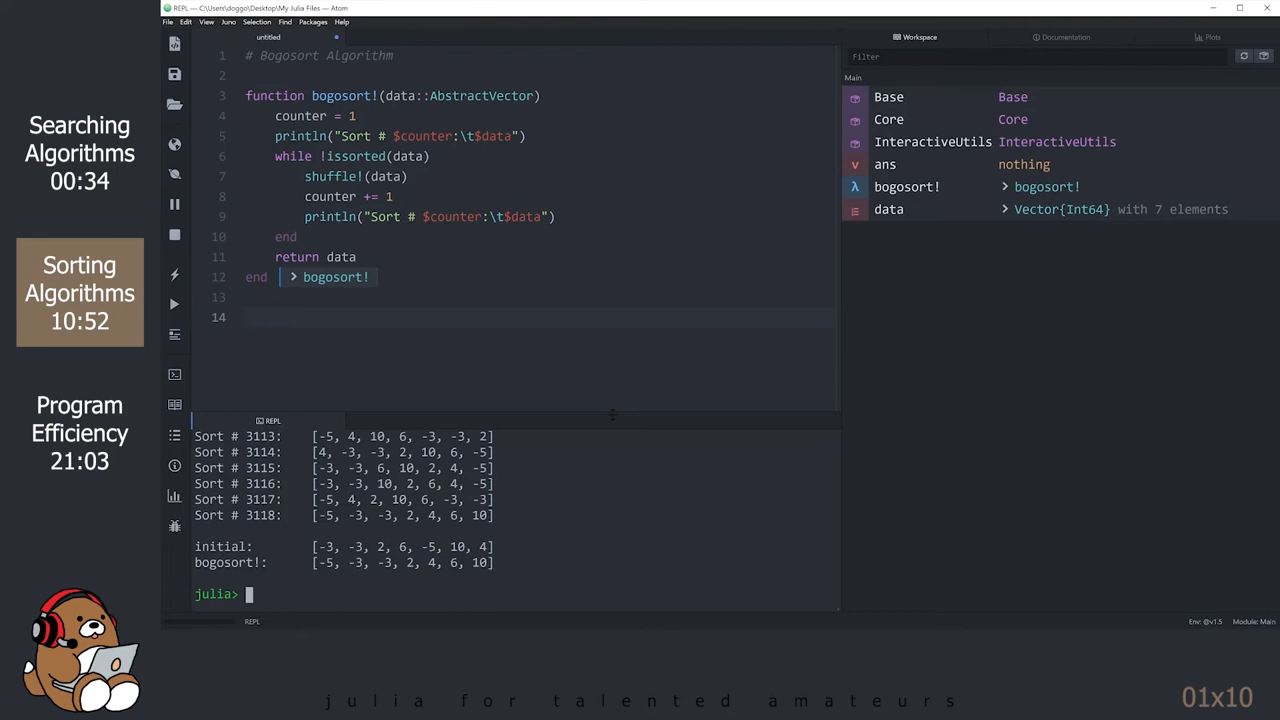 REPL — C:\Users\doggo\Desktop\My Julia Files — Atom
File Edit View Juno Selection Find Packages Help
untitled
1 # Bogosort Algorithm
2
3 function bogosort!(data::AbstractVector)
4 counter = 1
5 println("Sort # $counter:\t$data")
6 while !issorted(data)
7 shuffle!(data)
8 counter += 1
9 println("Sort # $counter:\t$data")
10 end
11 return data
12 end > bogosort!
13
14
Workspace Documentation Plots
Filter
Main
Base Base
Core Core
InteractiveUtils InteractiveUtils
v ans nothing
λ bogosort! > bogosort!
data > Vector{Int64} with 7 elements
Searching
Algorithms
00:34
Sorting
Algorithms
10:52
Program
Efficiency
21:03
REPL
Sort # 3113: [-5, 4, 10, 6, -3, -3, 2]
Sort # 3114: [4, -3, -3, 2, 10, 6, -5]
Sort # 3115: [-3, -3, 6, 10, 2, 4, -5]
Sort # 3116: [-3, -3, 10, 2, 6, 4, -5]
Sort # 3117: [-5, 4, 2, 10, 6, -3, -3]
Sort # 3118: [-5, -3, -3, 2, 4, 6, 10]
initial: [-3, -3, 2, 6, -5, 10, 4]
bogosort!: [-5, -3, -3, 2, 4, 6, 10]
julia>
REPL Env: @v1.5 Module: Main
julia for talented amateurs
01x10